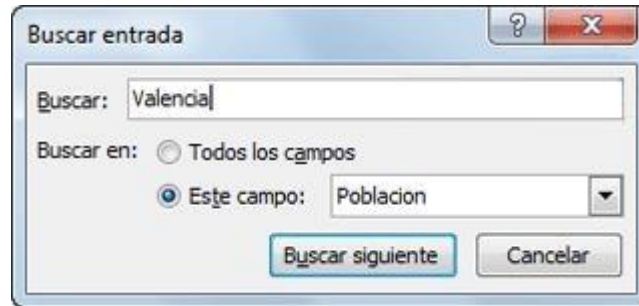 Buscar entrada
Buscar: Valencia
Buscar en: Todos los campos
Este campo: Poblacion
Buscar siguiente Cancelar